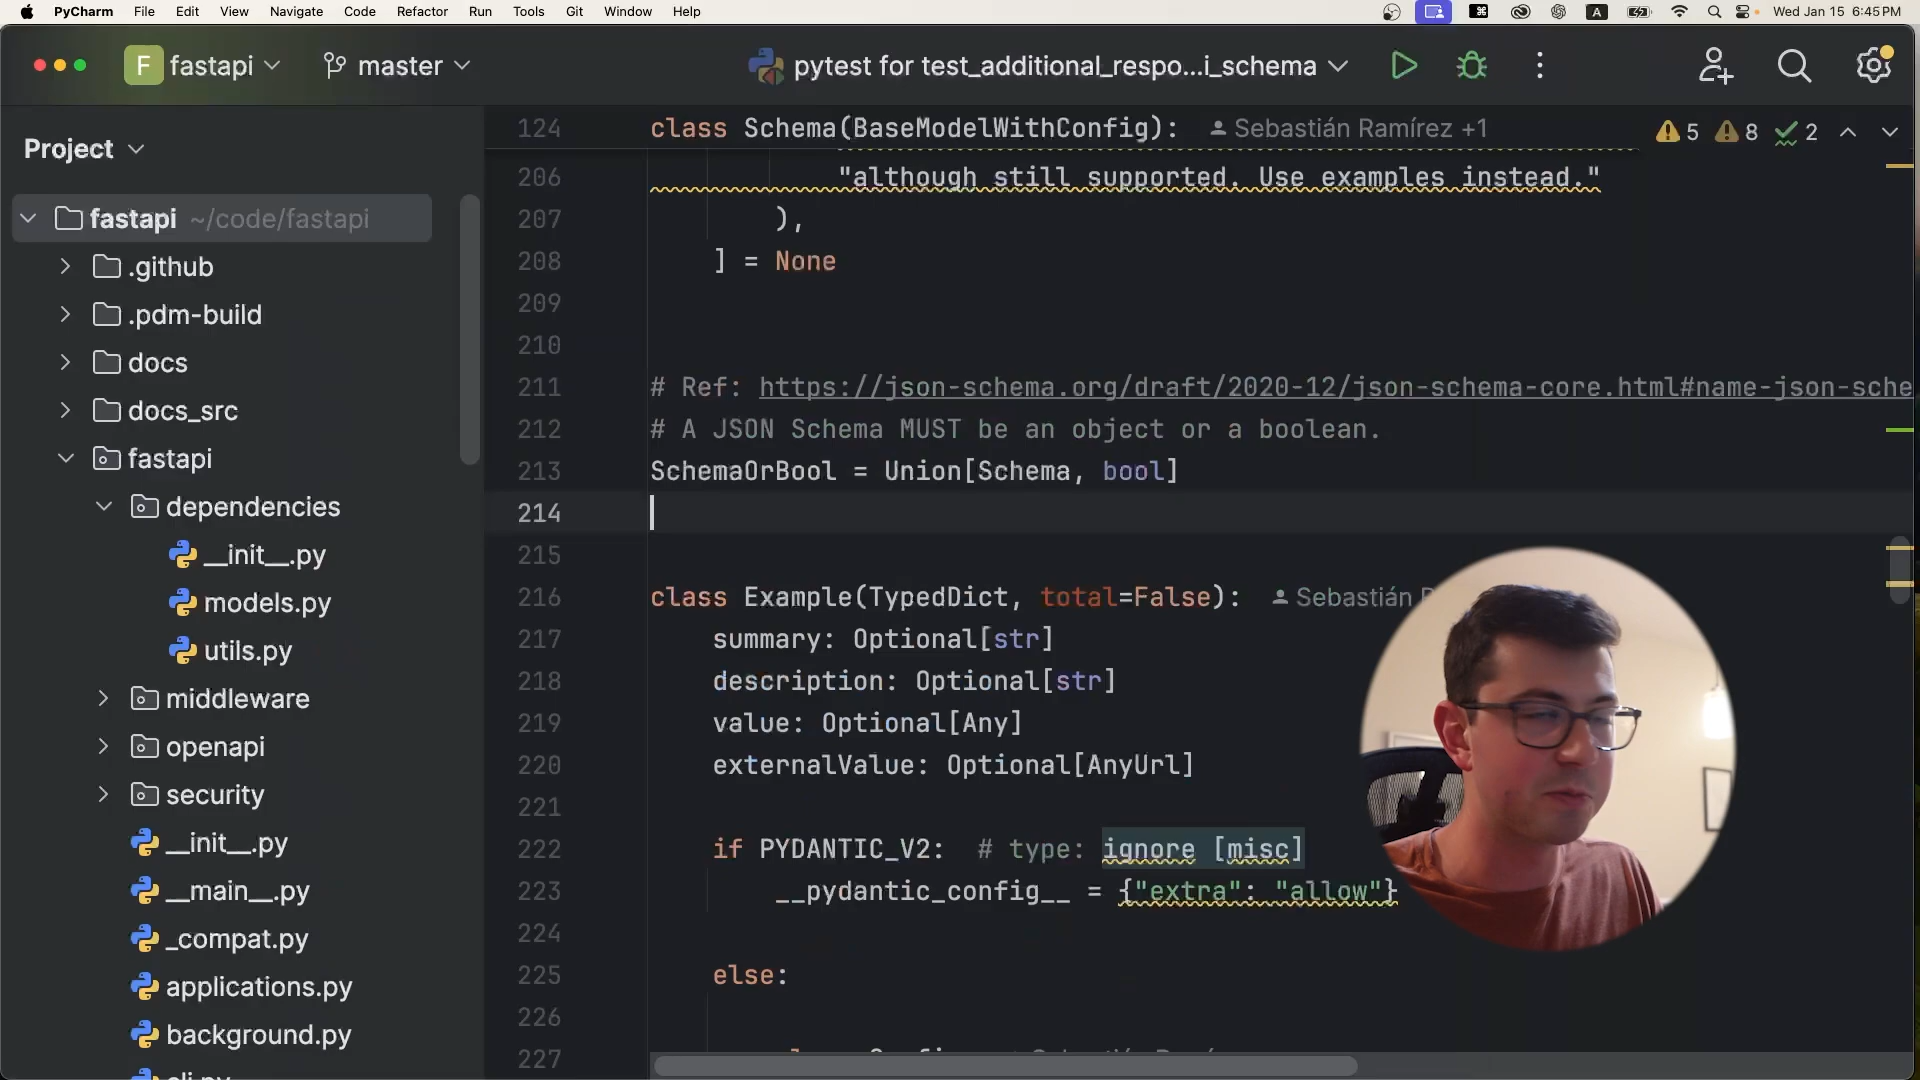 PyCharm File Edit View Navigate Code Refactor Run Tools Git Window Help A Wed Jan 15 6:45 PM
F fastapi master pytest for test_additional_respo...i_schema
Project
fastapi ~/code/fastapi
.github
.pdm-build
docs
docs_src
fastapi
dependencies
__init__.py
models.py
utils.py
middleware
openapi
security
__init__.py
__main__.py
_compat.py
applications.py
background.py
cli.py
124 class Schema(BaseModelWithConfig): Sebastián Ramírez +1 5 8 2
206 "although still supported. Use examples instead."
207 ),
208 ] = None
209
210
211 # Ref: https://json-schema.org/draft/2020-12/json-schema-core.html#name-json-sche
212 # A JSON Schema MUST be an object or a boolean.
213 SchemaOrBool = Union[Schema, bool]
214
215
216 class Example(TypedDict, total=False): Sebastián R
217 summary: Optional[str]
218 description: Optional[str]
219 value: Optional[Any]
220 externalValue: Optional[AnyUrl]
221
222 if PYDANTIC_V2: # type: ignore [misc]
223 __pydantic_config__ = {"extra": "allow"}
224
225 else:
226
227